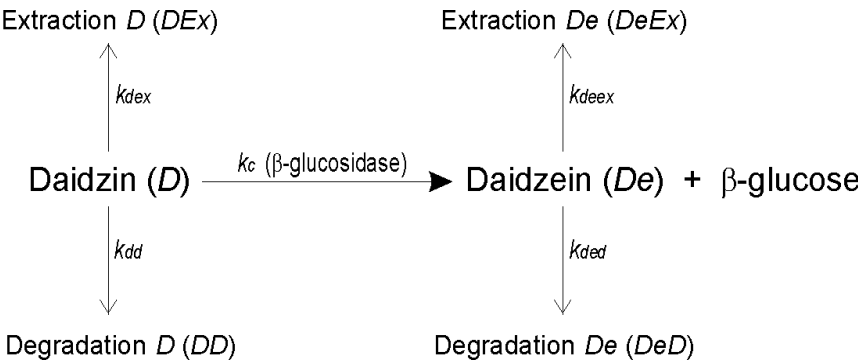 Extraction D (DEx) Extraction De (DeEx)
kdex kdeex
kc (β-glucosidase)
Daidzin (D) Daidzein (De) + β-glucose
kdd kded
Degradation D (DD) Degradation De (DeD)